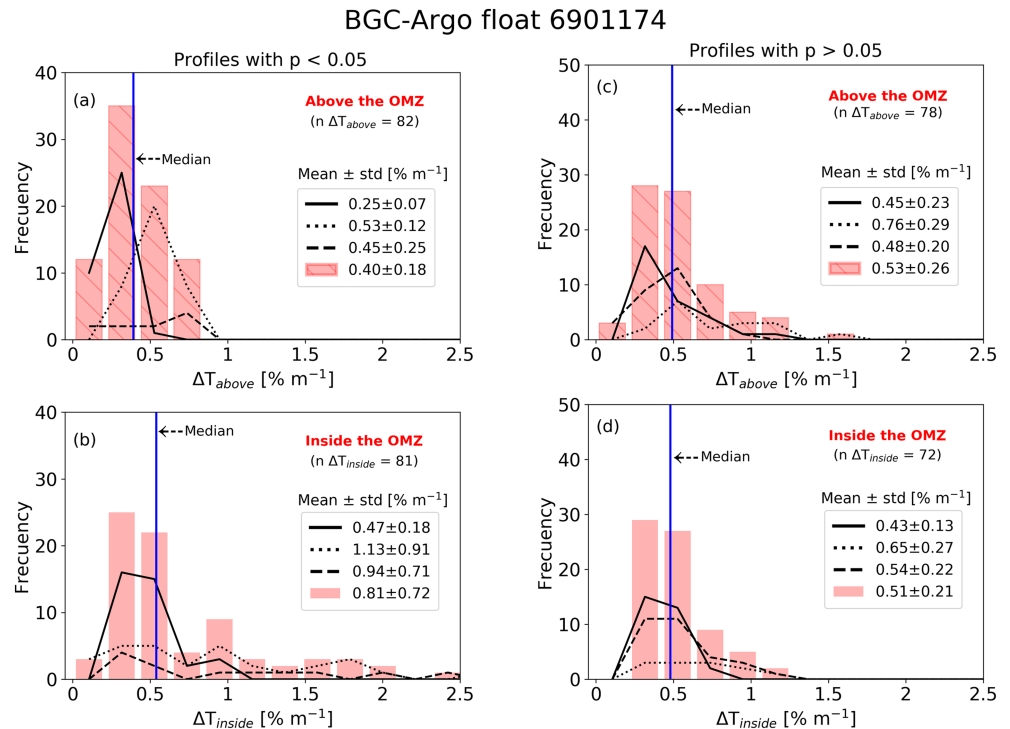 BGC-Argo float 6901174
Profiles with p < 0.05
(a)
Above the OMZ
(n ΔT_above = 82)
Median
Mean ± std [% m⁻¹]
0.25±0.07
0.53±0.12
0.45±0.25
0.40±0.18
Frecuency
40
30
20
10
0
0 0.5 1 1.5 2 2.5
ΔT_above [% m⁻¹]
Profiles with p > 0.05
(c)
Above the OMZ
(n ΔT_above = 78)
Median
Mean ± std [% m⁻¹]
0.45±0.23
0.76±0.29
0.48±0.20
0.53±0.26
Frecuency
50
40
30
20
10
0
0 0.5 1 1.5 2 2.5
ΔT_above [% m⁻¹]
(b)
Median
Inside the OMZ
(n ΔT_inside = 81)
Mean ± std [% m⁻¹]
0.47±0.18
1.13±0.91
0.94±0.71
0.81±0.72
Frecuency
40
30
20
10
0
0 0.5 1 1.5 2 2.5
ΔT_inside [% m⁻¹]
(d)
Inside the OMZ
(n ΔT_inside = 72)
Median
Mean ± std [% m⁻¹]
0.43±0.13
0.65±0.27
0.54±0.22
0.51±0.21
Frecuency
50
40
30
20
10
0
0 0.5 1 1.5 2 2.5
ΔT_inside [% m⁻¹]